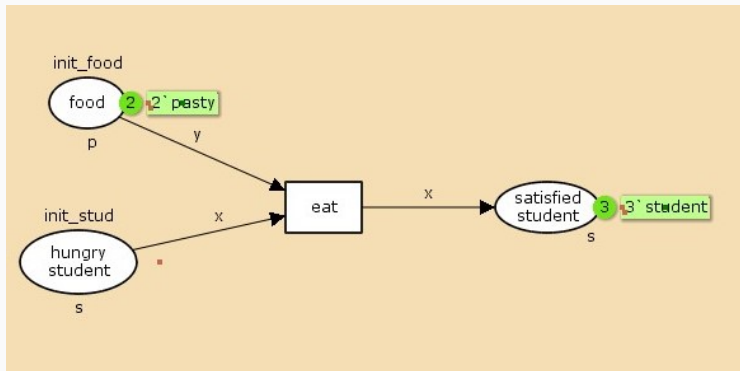 init_food
food
2
2`pasty
p
y
init_stud
x
hungry
student
s
eat
x
satisfied
student
3
3`student
s